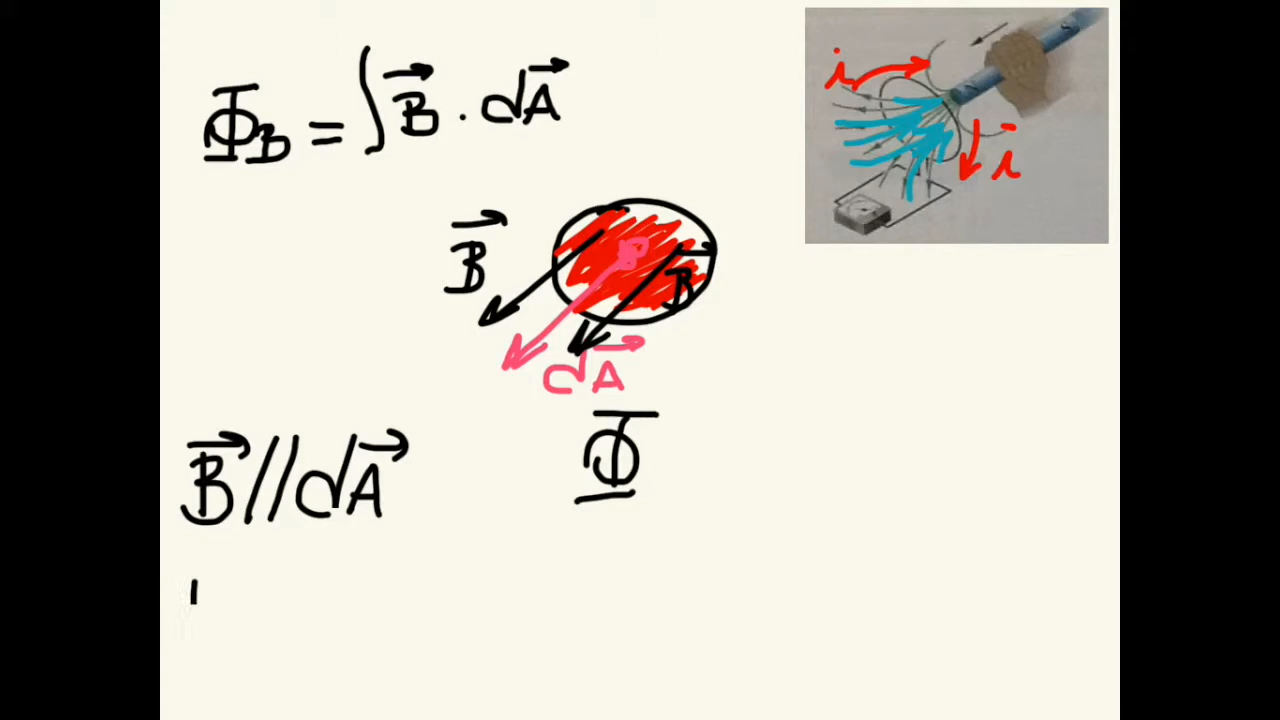 Φ_B = ∫ B⃗ · dA⃗
i
i
B⃗
B
dA⃗
B⃗ // dA⃗
Φ